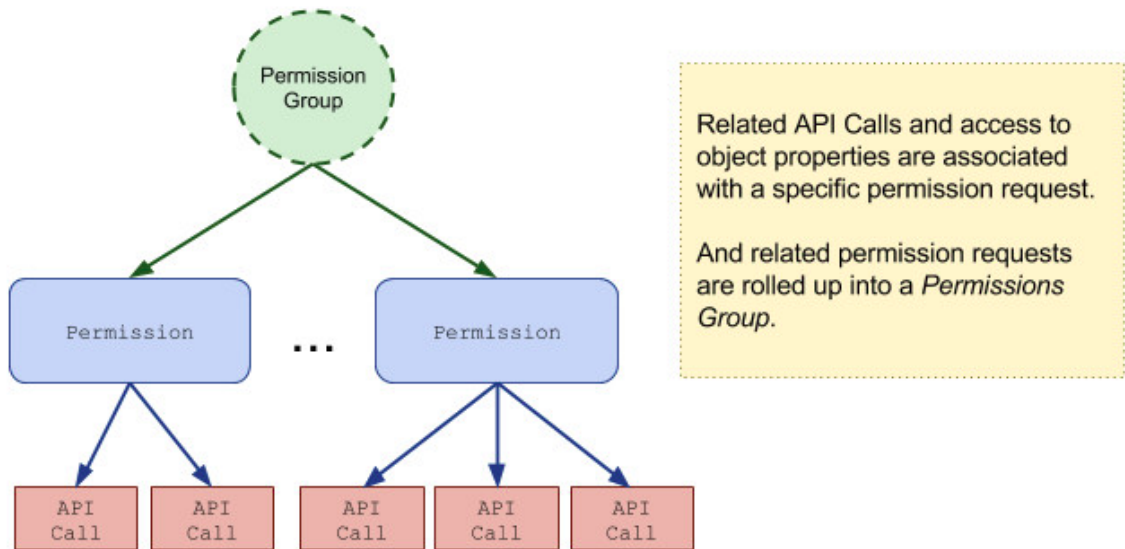 Permission
Group
Related API Calls and access to
object properties are associated
with a specific permission request.
And related permission requests
are rolled up into a Permissions
Group.
Permission
...
Permission
API
Call
API
Call
API
Call
API
Call
API
Call